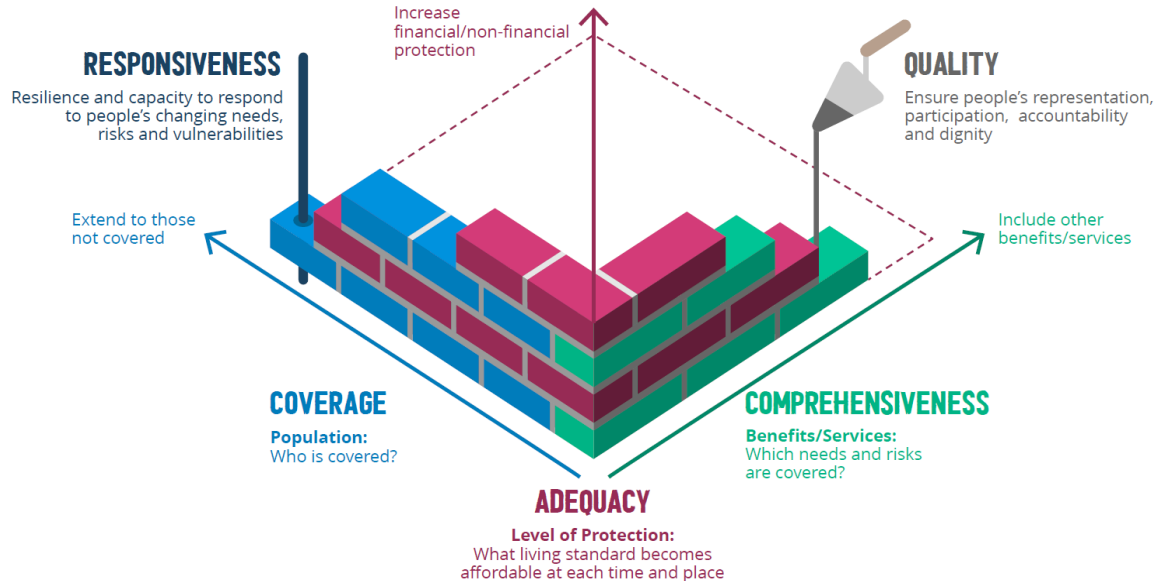 Increase
financial/non-financial
protection
RESPONSIVENESS
Resilience and capacity to respond
to people's changing needs,
risks and vulnerabilities
QUALITY
Ensure people's representation,
participation, accountability
and dignity
Extend to those
not covered
Include other
benefits/services
COVERAGE
Population:
Who is covered?
COMPREHENSIVENESS
Benefits/Services:
Which needs and risks
are covered?
ADEQUACY
Level of Protection:
What living standard becomes
affordable at each time and place